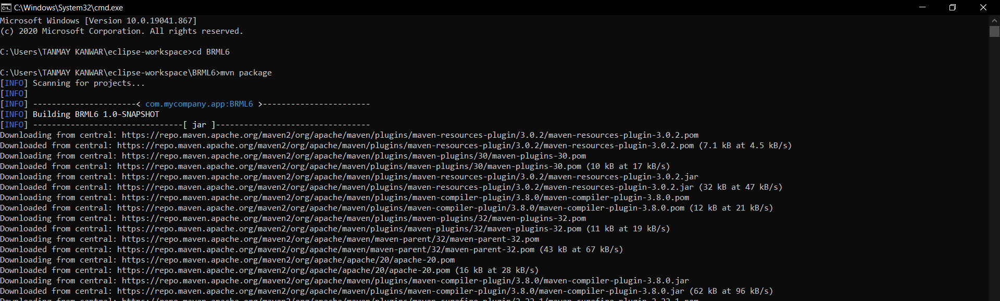 C:\Windows\System32\cmd.exe
Microsoft Windows [Version 10.0.19041.867]
(c) 2020 Microsoft Corporation. All rights reserved.
C:\Users\TANMAY KANWAR\eclipse-workspace>cd BRML6
C:\Users\TANMAY KANWAR\eclipse-workspace\BRML6>mvn package
[INFO] Scanning for projects...
[INFO]
[INFO] ----------------------< com.mycompany.app:BRML6 >-----------------------
[INFO] Building BRML6 1.0-SNAPSHOT
[INFO] --------------------------------[ jar ]---------------------------------
Downloading from central: https://repo.maven.apache.org/maven2/org/apache/maven/plugins/maven-resources-plugin/3.0.2/maven-resources-plugin-3.0.2.pom
Downloaded from central: https://repo.maven.apache.org/maven2/org/apache/maven/plugins/maven-resources-plugin/3.0.2/maven-resources-plugin-3.0.2.pom (7.1 kB at 4.5 kB/s)
Downloading from central: https://repo.maven.apache.org/maven2/org/apache/maven/plugins/maven-plugins/30/maven-plugins-30.pom
Downloaded from central: https://repo.maven.apache.org/maven2/org/apache/maven/plugins/maven-plugins/30/maven-plugins-30.pom (10 kB at 17 kB/s)
Downloading from central: https://repo.maven.apache.org/maven2/org/apache/maven/plugins/maven-resources-plugin/3.0.2/maven-resources-plugin-3.0.2.jar
Downloaded from central: https://repo.maven.apache.org/maven2/org/apache/maven/plugins/maven-resources-plugin/3.0.2/maven-resources-plugin-3.0.2.jar (32 kB at 47 kB/s)
Downloading from central: https://repo.maven.apache.org/maven2/org/apache/maven/plugins/maven-compiler-plugin/3.8.0/maven-compiler-plugin-3.8.0.pom
Downloaded from central: https://repo.maven.apache.org/maven2/org/apache/maven/plugins/maven-compiler-plugin/3.8.0/maven-compiler-plugin-3.8.0.pom (12 kB at 21 kB/s)
Downloading from central: https://repo.maven.apache.org/maven2/org/apache/maven/plugins/maven-plugins/32/maven-plugins-32.pom
Downloaded from central: https://repo.maven.apache.org/maven2/org/apache/maven/plugins/maven-plugins/32/maven-plugins-32.pom (11 kB at 19 kB/s)
Downloading from central: https://repo.maven.apache.org/maven2/org/apache/maven/maven-parent/32/maven-parent-32.pom
Downloaded from central: https://repo.maven.apache.org/maven2/org/apache/maven/maven-parent/32/maven-parent-32.pom (43 kB at 67 kB/s)
Downloading from central: https://repo.maven.apache.org/maven2/org/apache/apache/20/apache-20.pom
Downloaded from central: https://repo.maven.apache.org/maven2/org/apache/apache/20/apache-20.pom (16 kB at 28 kB/s)
Downloading from central: https://repo.maven.apache.org/maven2/org/apache/maven/plugins/maven-compiler-plugin/3.8.0/maven-compiler-plugin-3.8.0.jar
Downloaded from central: https://repo.maven.apache.org/maven2/org/apache/maven/plugins/maven-compiler-plugin/3.8.0/maven-compiler-plugin-3.8.0.jar (62 kB at 96 kB/s)